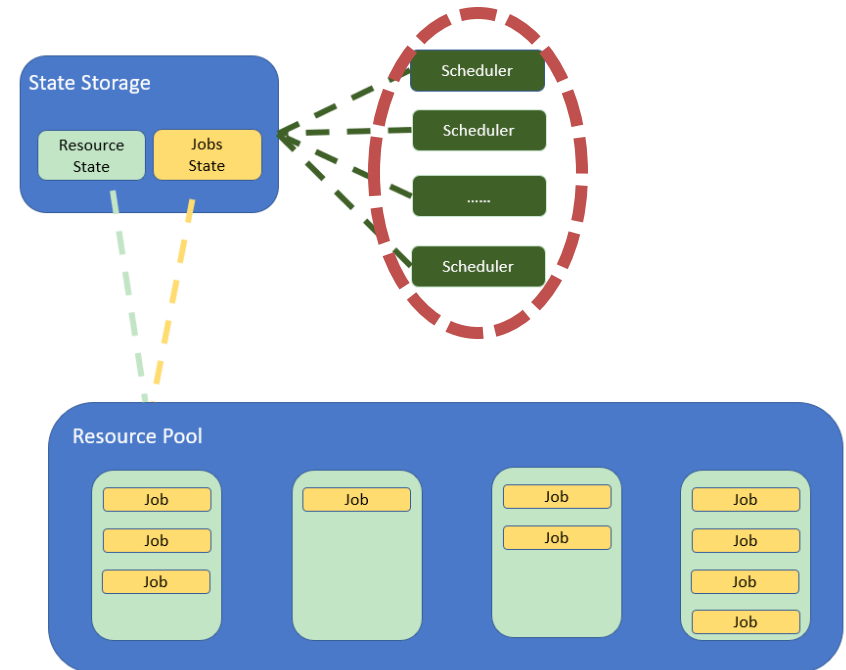 State Storage
Resource
State
Jobs
State
Scheduler
Scheduler
......
Scheduler
Resource Pool
Job
Job
Job
Job
Job
Job
Job
Job
Job
Job